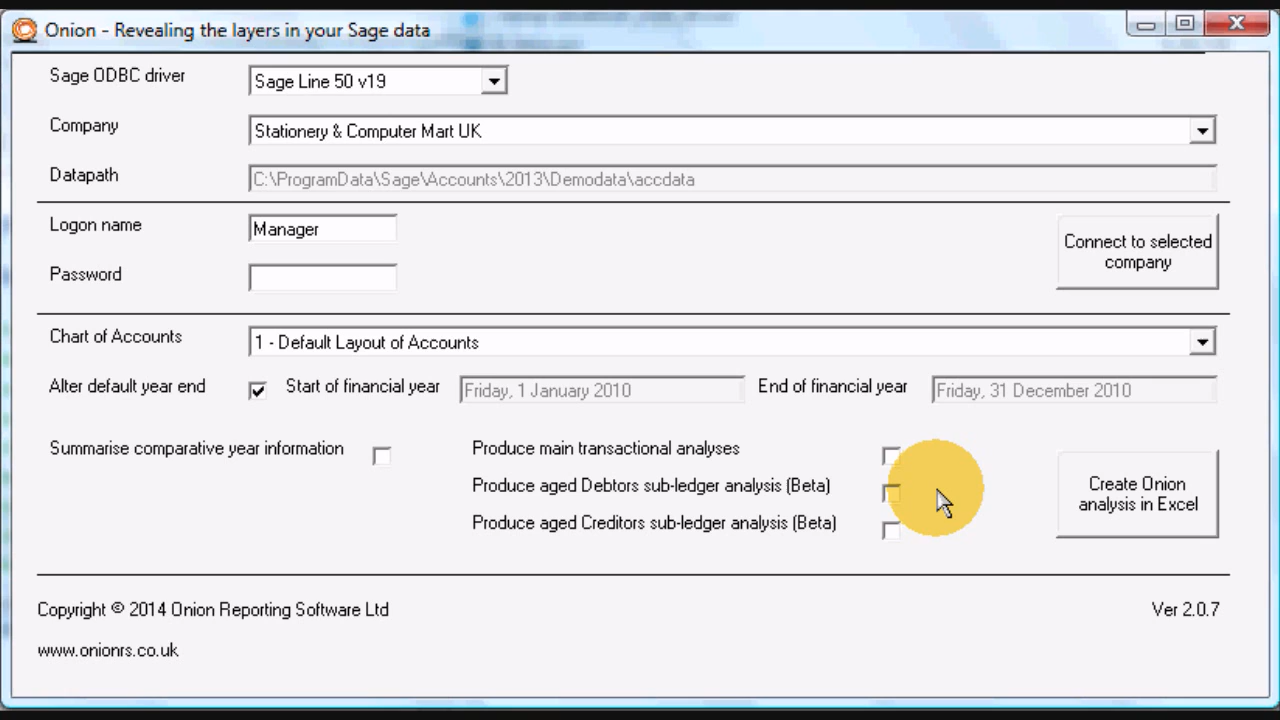 Onion - Revealing the layers in your Sage data
Sage ODBC driver Sage Line 50 v19
Company Stationery & Computer Mart UK
Datapath C:\ProgramData\Sage\Accounts\2013\Demodata\accdata
Logon name Manager
Password
Connect to selected
company
Chart of Accounts 1 - Default Layout of Accounts
Alter default year end Start of financial year Friday, 1 January 2010 End of financial year Friday, 31 December 2010
Summarise comparative year information Produce main transactional analyses
Produce aged Debtors sub-ledger analysis (Beta)
Produce aged Creditors sub-ledger analysis (Beta)
Create Onion
analysis in Excel
Copyright © 2014 Onion Reporting Software Ltd Ver 2.0.7
www.onionrs.co.uk